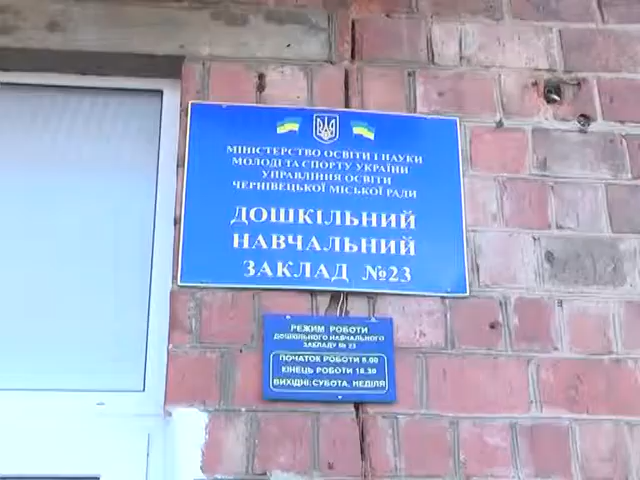 МІНІСТЕРСТВО ОСВІТИ І НАУКИ
МОЛОДІ ТА СПОРТУ УКРАЇНИ
УПРАВЛІННЯ ОСВІТИ
ЧЕРНІВЕЦЬКОЇ МІСЬКОЇ РАДИ
ДОШКІЛЬНИЙ
НАВЧАЛЬНИЙ
ЗАКЛАД №23
РЕЖИМ РОБОТИ
ДОШКІЛЬНОГО НАВЧАЛЬНОГО
ЗАКЛАДУ № 23
ПОЧАТОК РОБОТИ 8.00
КІНЕЦЬ РОБОТИ 18.30
ВИХІДНІ: СУБОТА, НЕДІЛЯ